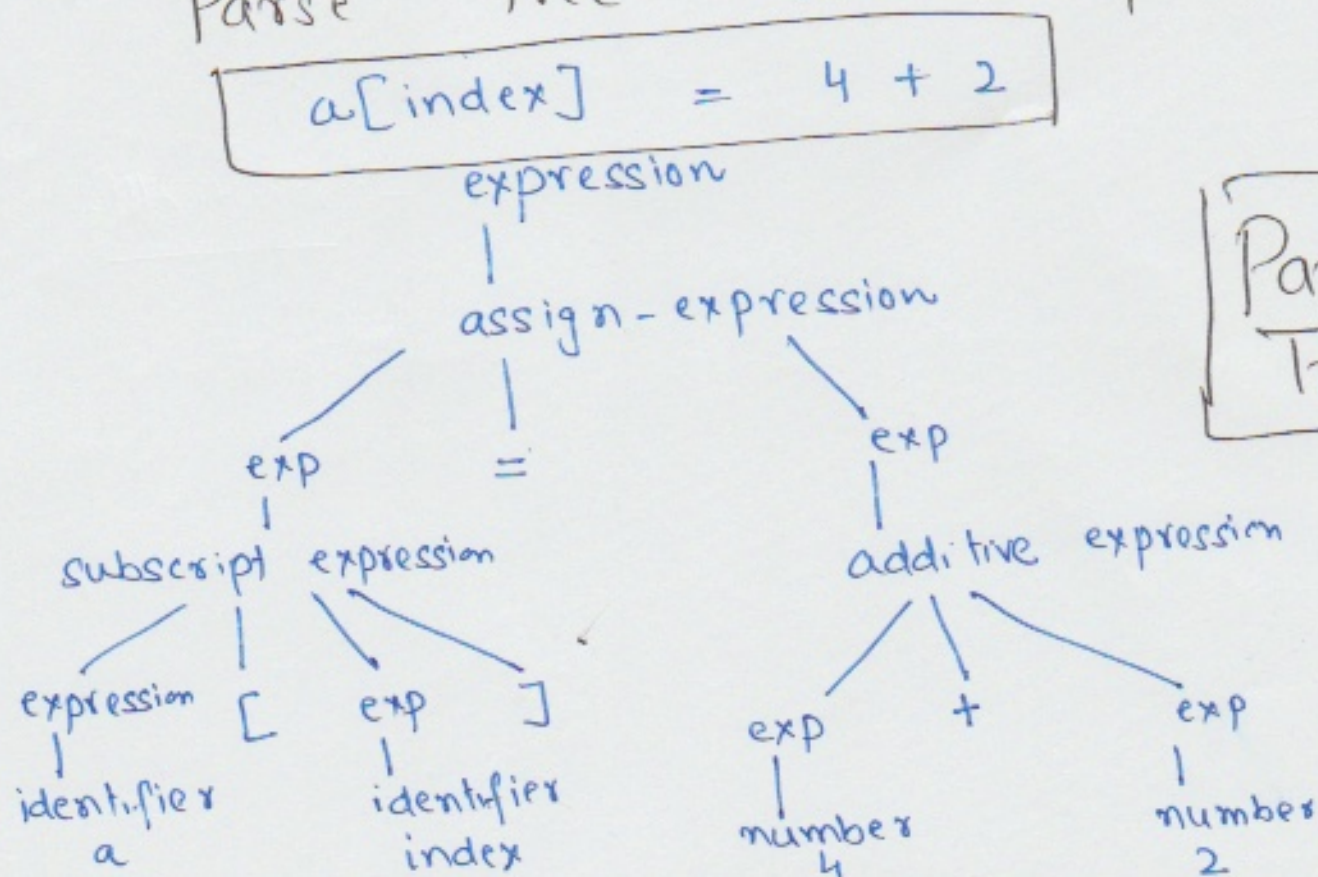 Parse
a[index] = 4 + 2
expression
assign-expression
exp = exp
subscript expression additive expression
expression [ exp ] exp + exp
identifier identifier number number
a index 4 2